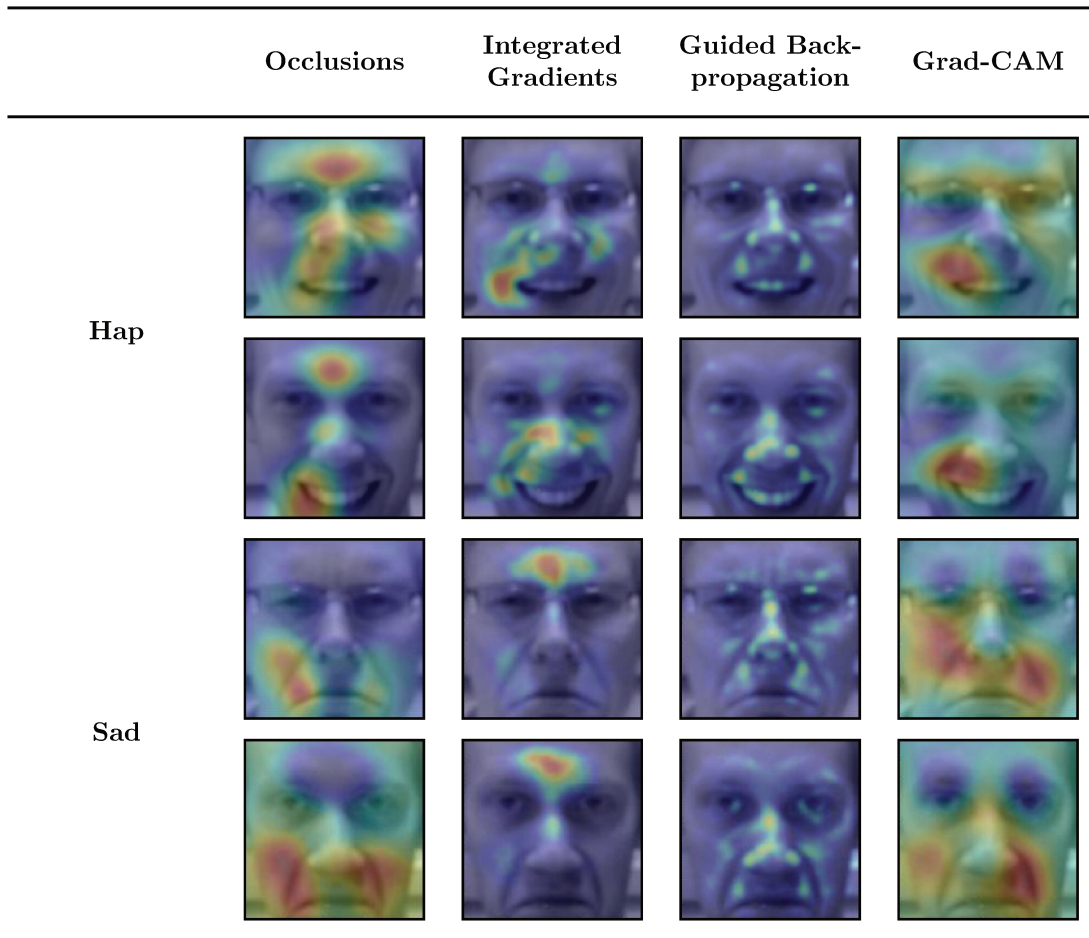 Occlusions
Integrated
Gradients
Guided Back-
propagation
Grad-CAM
Hap
Sad